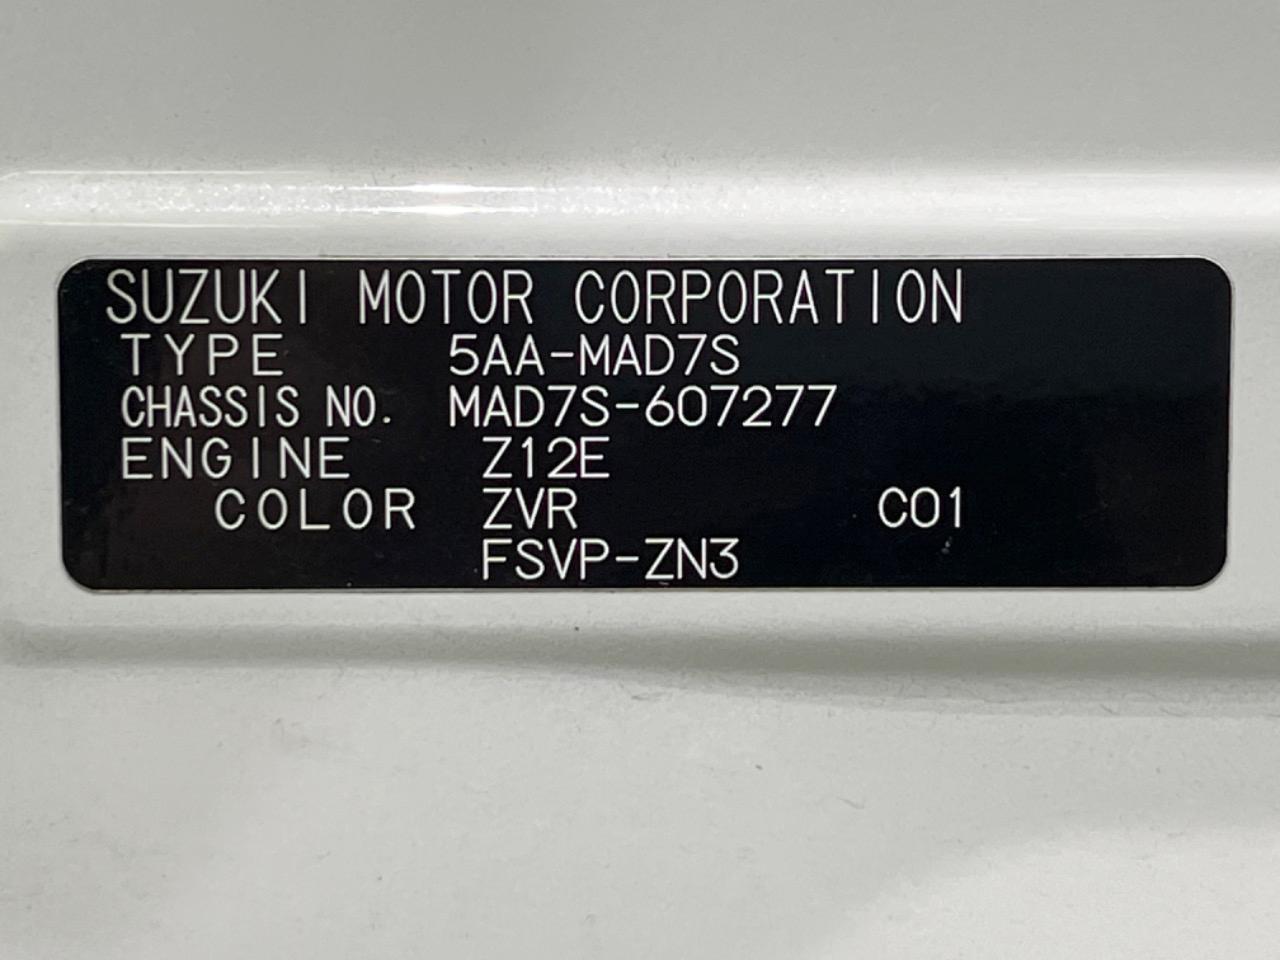 SUZUKI MOTOR CORPORATION
TYPE 5AA-MAD7S
CHASSIS NO. MAD7S-607277
ENGINE Z12E
COLOR ZVR C01
FSVP-ZN3